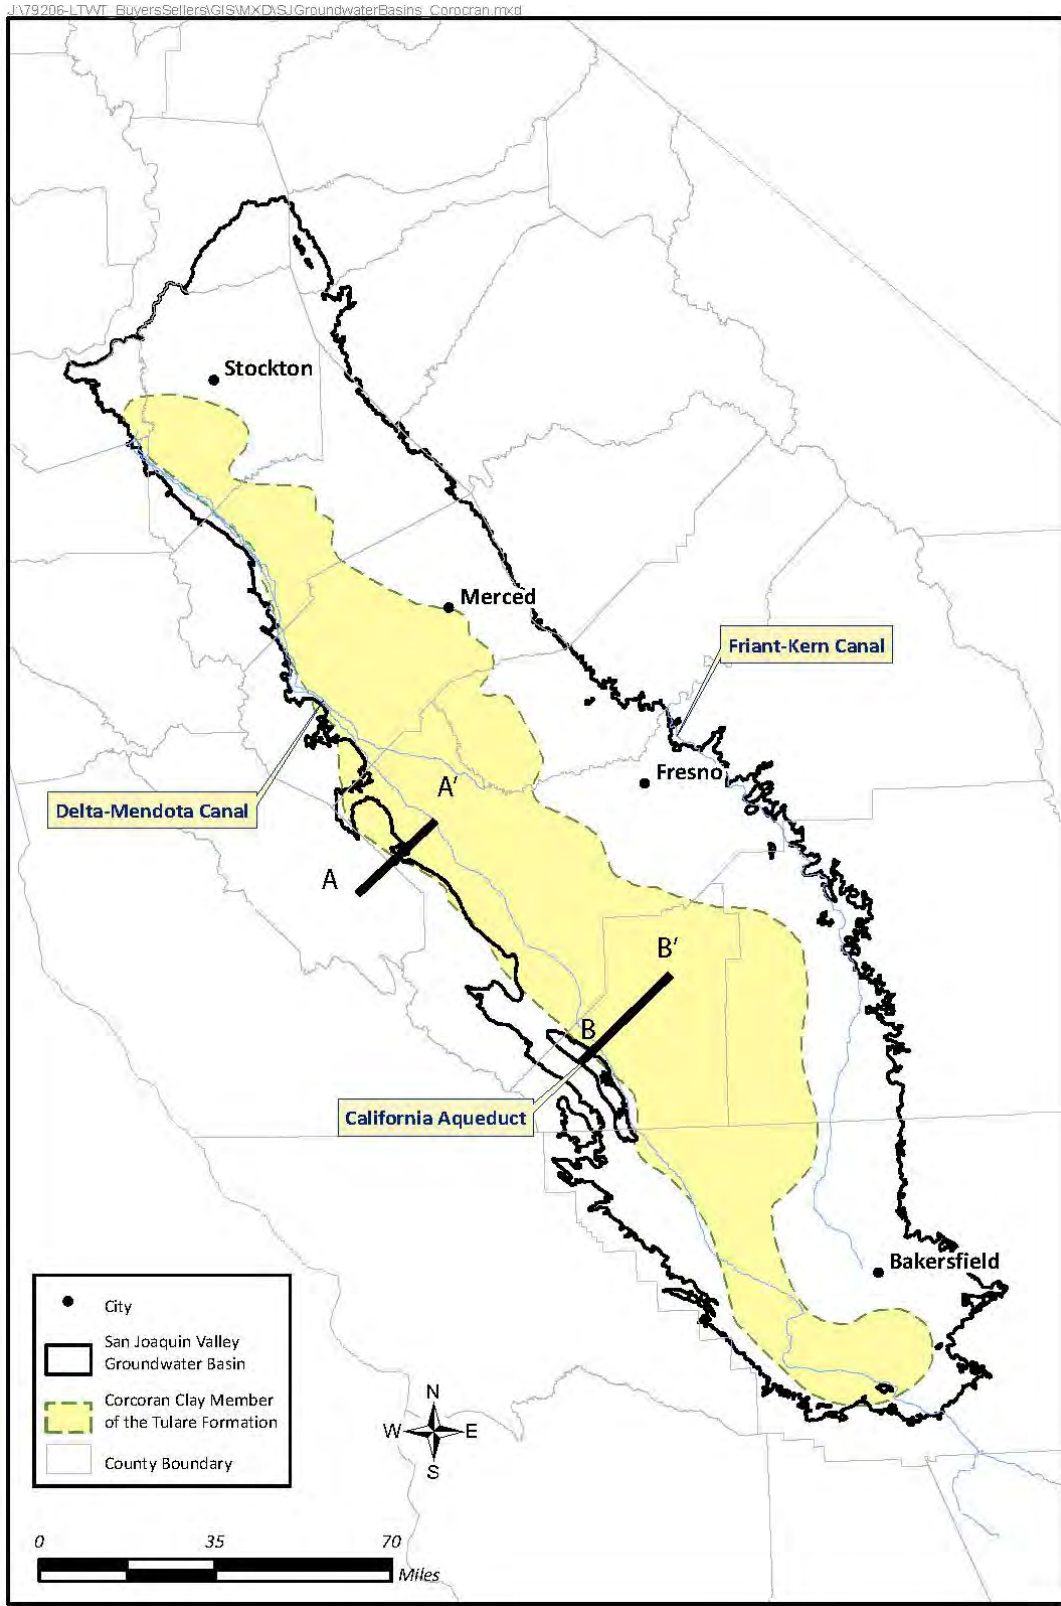 J:\79206-LTWT_BuyersSellers\GIS\MXD\SJGroundwaterBasins_Corocran.mxd
Stockton
Merced
Friant-Kern Canal
Fresno
A'
Delta-Mendota Canal
A
B'
B
California Aqueduct
Bakersfield
City
San Joaquin Valley
Groundwater Basin
Corcoran Clay Member
of the Tulare Formation
County Boundary
N
W E
S
0 35 70
Miles